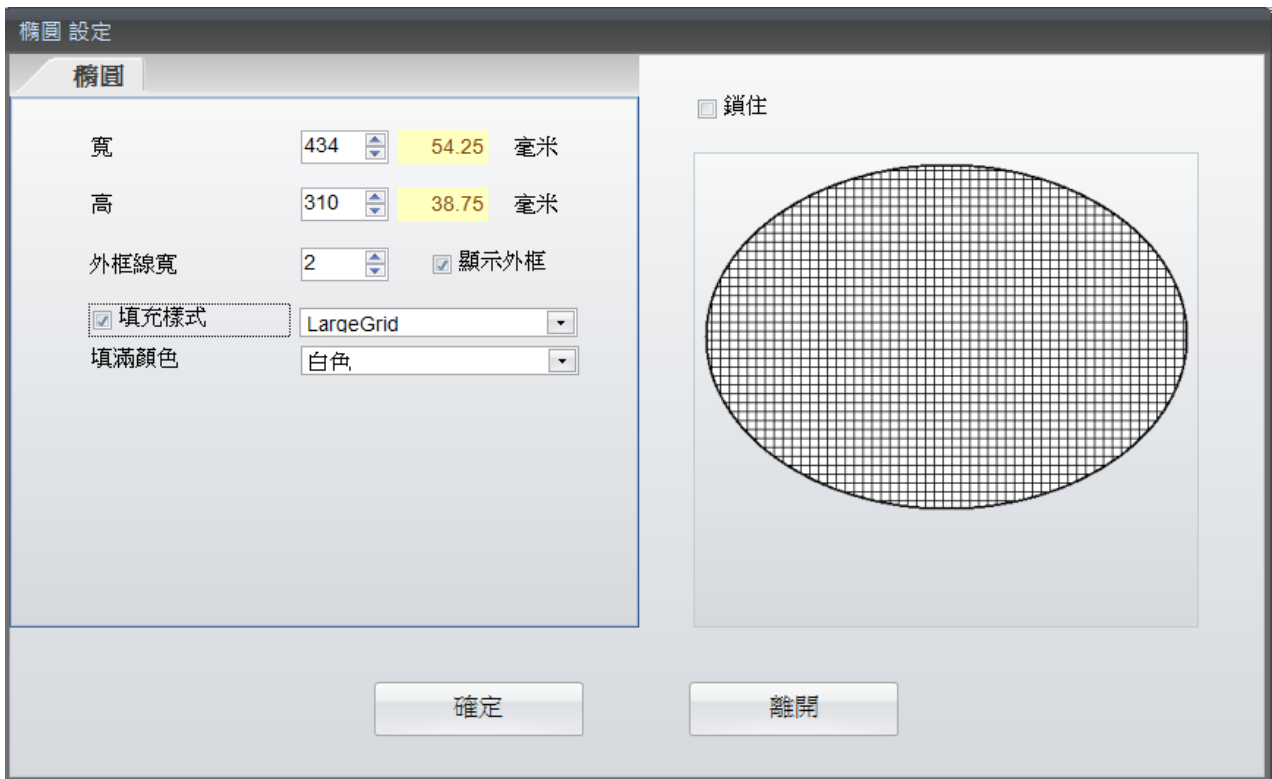 橢圓 設定
橢圓
寬 434 54.25 毫米
高 310 38.75 毫米
外框線寬 2 顯示外框
填充樣式 LargeGrid
填滿顏色 白色
鎖住
確定 離開